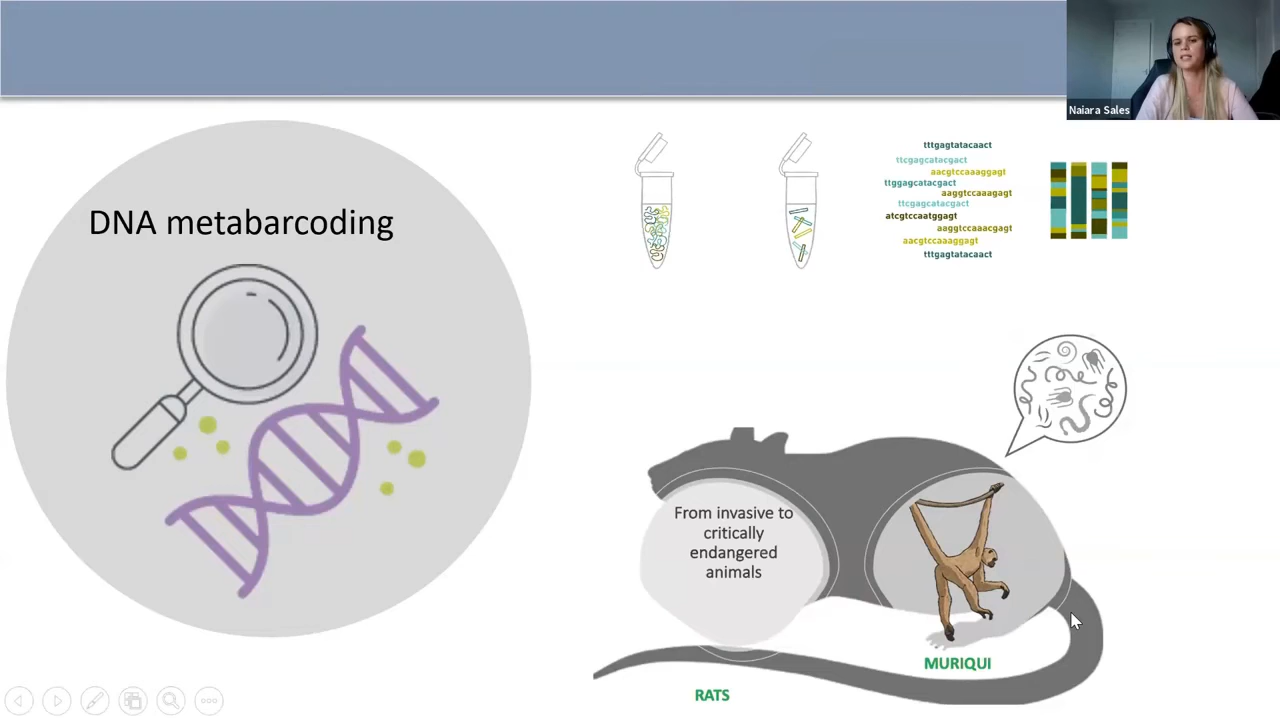 Naiara Sales
DNA metabarcoding
tttgagtatacaact
ttcgagcatacgact
aacgtccaaaggagt
ttggagcatacgact
aaggtccaaagagt
ttcgagcatacgact
atcgtccaatggagt
aaggtccaaacgagt
aacgtccaaaggagt
tttgagtatacaact
From invasive to
critically
endangered
animals
MURIQUI
RATS